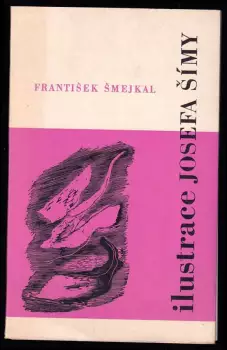 FRANTIŠEK ŠMEJKAL
ilustrace JOSEFA ŠÍMY